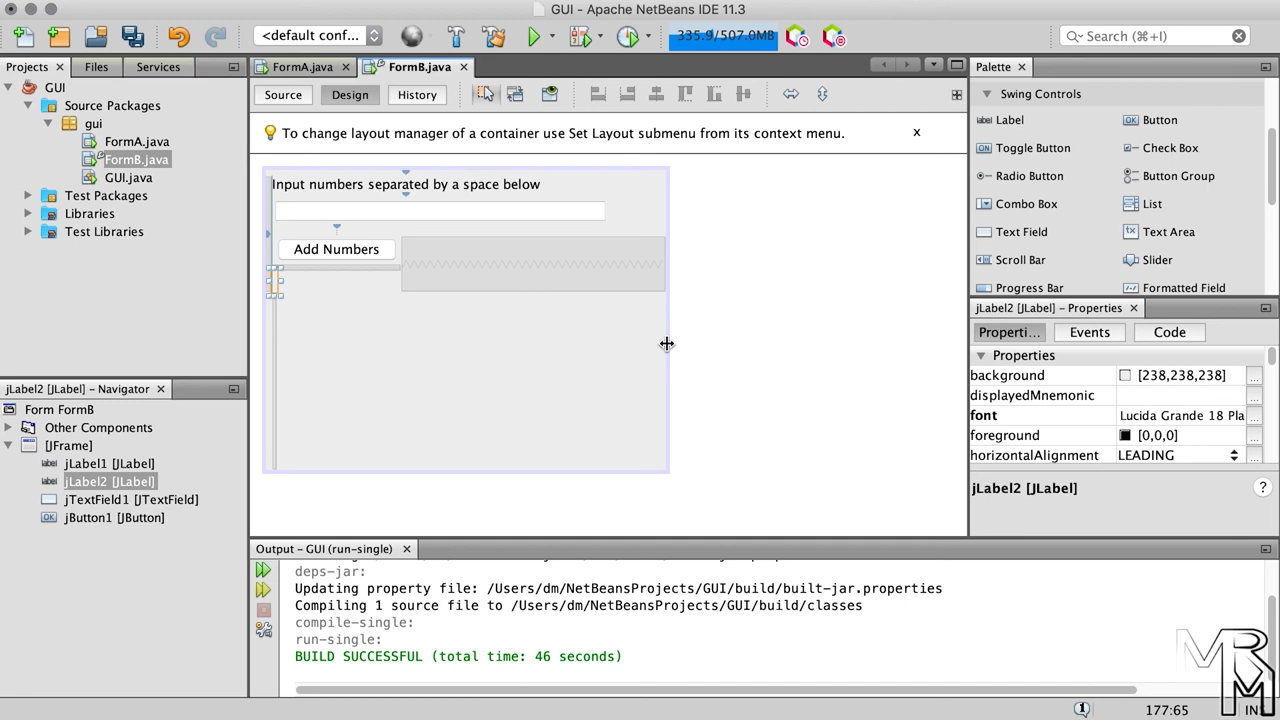 GUI - Apache NetBeans IDE 11.3
<default conf...
335.9/507.0MB
Search (⌘+I)
Projects
Files
Services
GUI
Source Packages
gui
FormA.java
FormB.java
GUI.java
Test Packages
Libraries
Test Libraries
FormA.java
FormB.java
Source
Design
History
To change layout manager of a container use Set Layout submenu from its context menu.
x
Input numbers separated by a space below
Add Numbers
Palette
Swing Controls
label Label
OK Button
ON Toggle Button
Check Box
Radio Button
Button Group
Combo Box
List
Text Field
Text Area
Scroll Bar
Slider
Progress Bar
Formatted Field
jLabel2 [JLabel] – Properties
Properti...
Events
Code
Properties
background
[238,238,238]
...
displayedMnemonic
...
font
Lucida Grande 18 Pla
...
foreground
[0,0,0]
...
horizontalAlignment
LEADING
...
jLabel2 [JLabel]
?
jLabel2 [JLabel] – Navigator
Form FormB
Other Components
[JFrame]
label jLabel1 [JLabel]
label jLabel2 [JLabel]
jTextField1 [JTextField]
OK jButton1 [JButton]
Output – GUI (run-single)
deps-jar:
Updating property file: /Users/dm/NetBeansProjects/GUI/build/built-jar.properties
Compiling 1 source file to /Users/dm/NetBeansProjects/GUI/build/classes
compile-single:
run-single:
BUILD SUCCESSFUL (total time: 46 seconds)
1
177:65
IN